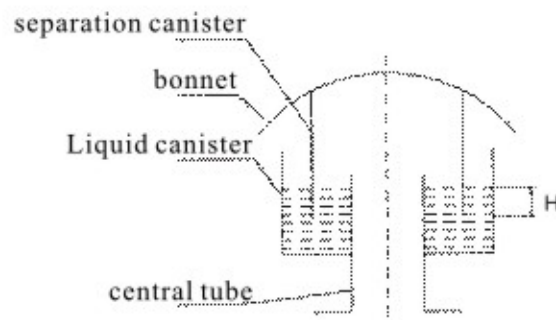 separation canister
bonnet
Liquid canister
H
central tube